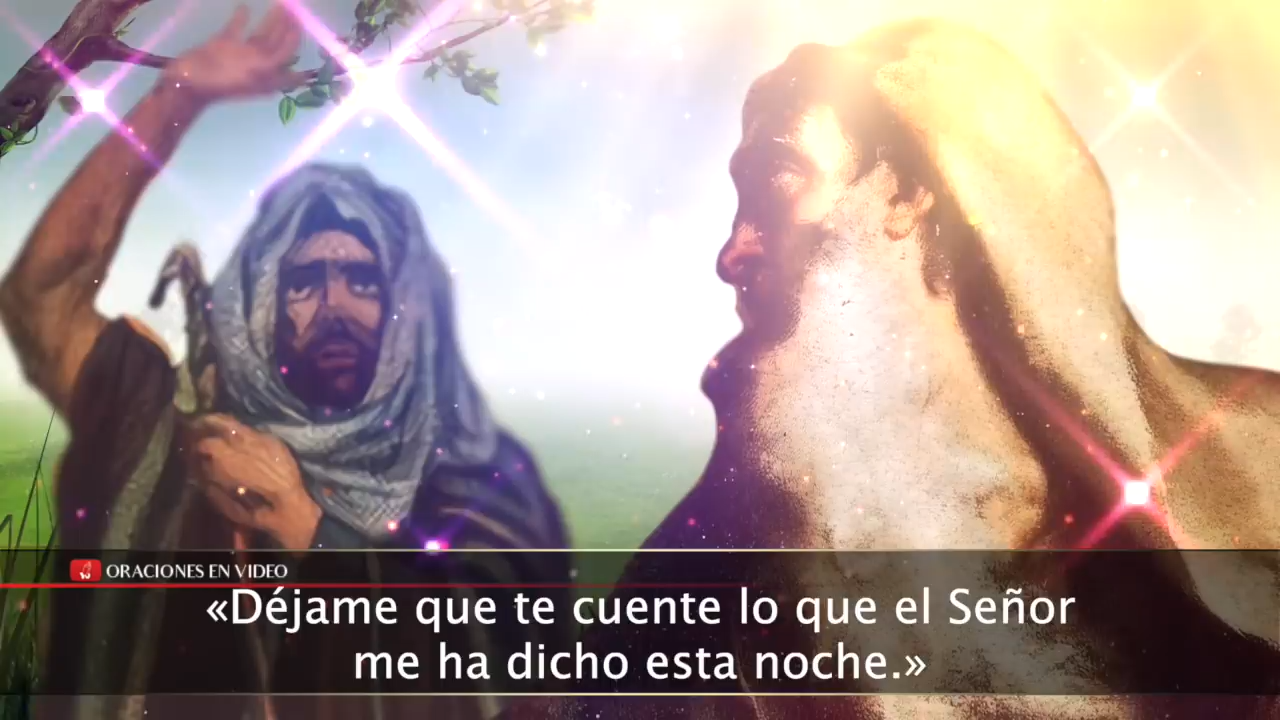 ORACIONES EN VIDEO
«Déjame que te cuente lo que el Señor
me ha dicho esta noche.»